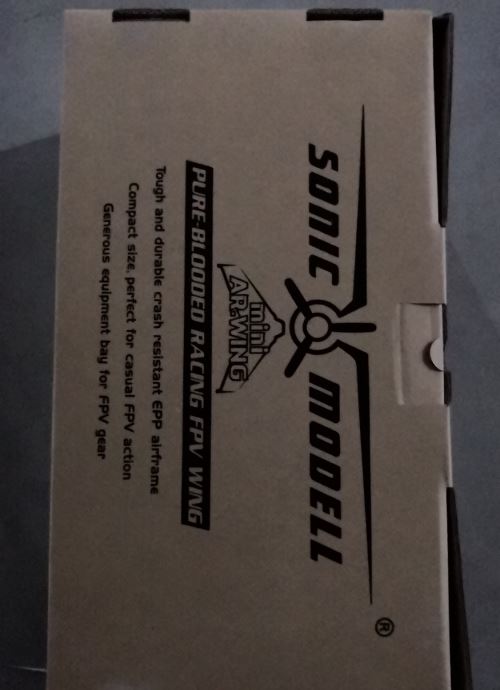 SONIC MODELL ®
mini
AR.WING
PURE-BLOODED RACING FPV WING
Tough and durable crash resistant EPP airframe
Compact size, perfect for casual FPV action
Generous equipment bay for FPV gear